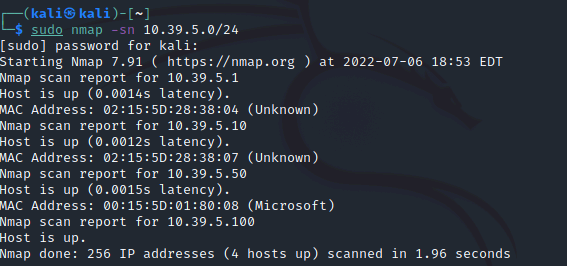 ┌──(kali㉿kali)-[~]
└─$ sudo nmap -sn 10.39.5.0/24
[sudo] password for kali:
Starting Nmap 7.91 ( https://nmap.org ) at 2022-07-06 18:53 EDT
Nmap scan report for 10.39.5.1
Host is up (0.0014s latency).
MAC Address: 02:15:5D:28:38:04 (Unknown)
Nmap scan report for 10.39.5.10
Host is up (0.0012s latency).
MAC Address: 02:15:5D:28:38:07 (Unknown)
Nmap scan report for 10.39.5.50
Host is up (0.0015s latency).
MAC Address: 00:15:5D:01:80:08 (Microsoft)
Nmap scan report for 10.39.5.100
Host is up.
Nmap done: 256 IP addresses (4 hosts up) scanned in 1.96 seconds